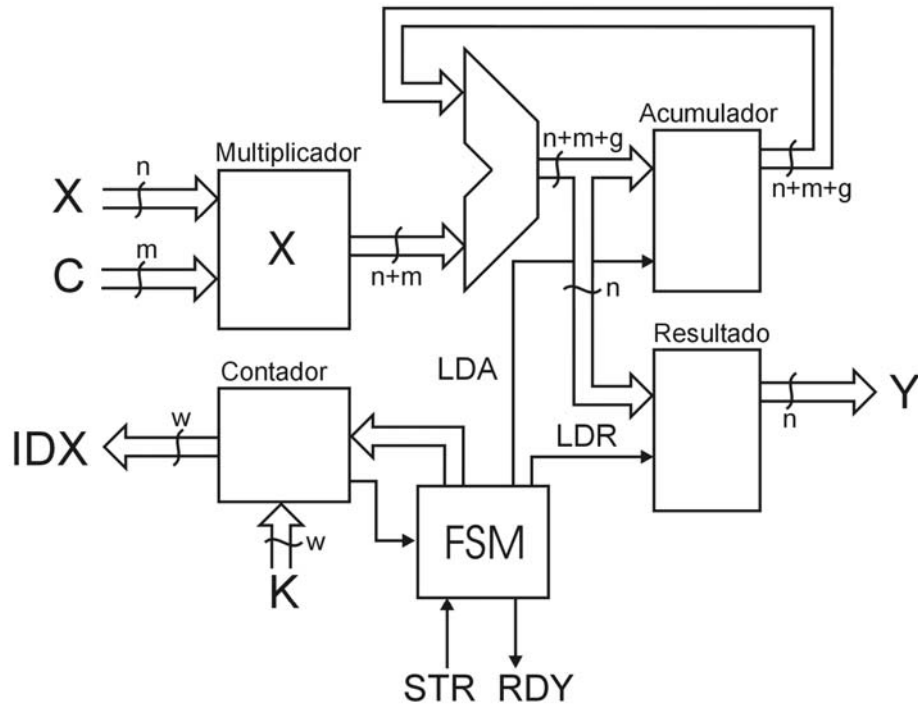 n+m+g
Acumulador
n+m+g
Multiplicador
n
X
X
m
C
n+m
n
LDA
Resultado
Contador
w
IDX
n
Y
LDR
FSM
w
K
STR RDY